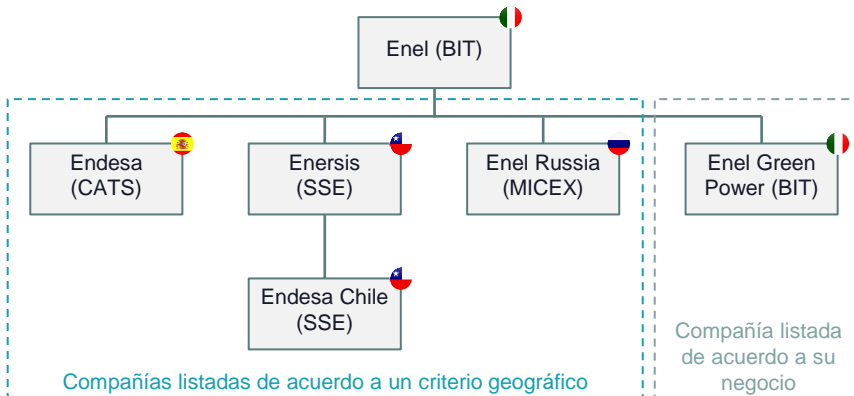 Enel (BIT)
Endesa
(CATS)
Enersis
(SSE)
Enel Russia
(MICEX)
Enel Green
Power (BIT)
Endesa Chile
(SSE)
Compañías listadas de acuerdo a un criterio geográfico
Compañía listada
de acuerdo a su
negocio